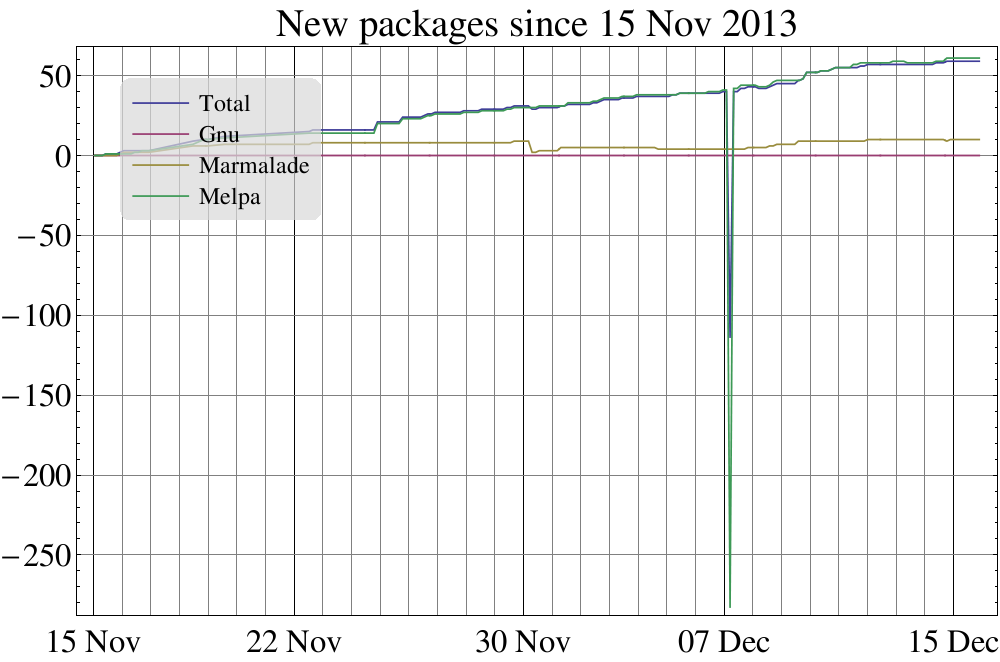 New packages since 15 Nov 2013
50
0
−50
−100
−150
−200
−250
Total
Gnu
Marmalade
Melpa
15 Nov 22 Nov 30 Nov 07 Dec 15 Dec